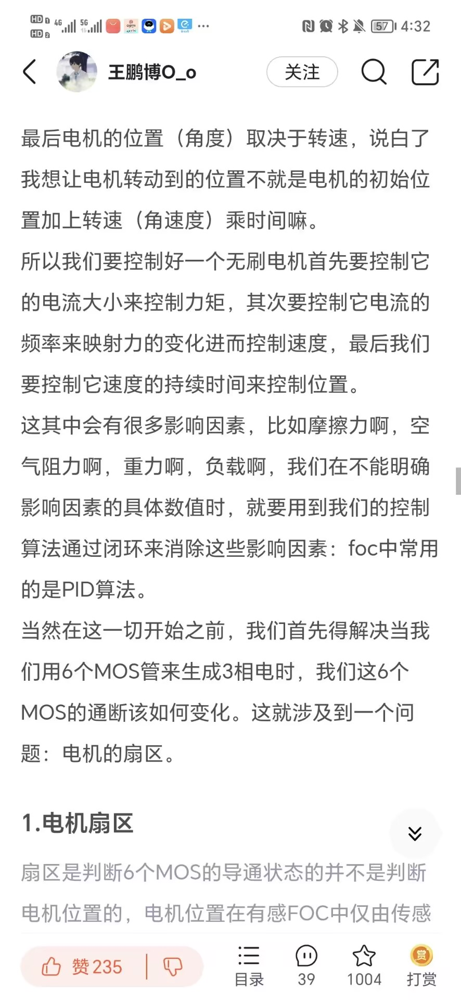 HD 1 4G 5G 57 4:32
HD 2
王鹏博O_o 关注
最后电机的位置（角度）取决于转速，说白了
我想让电机转动到的位置不就是电机的初始位
置加上转速（角速度）乘时间嘛。
所以我们要控制好一个无刷电机首先要控制它
的电流大小来控制力矩，其次要控制它电流的
频率来映射力的变化进而控制速度，最后我们
要控制它速度的持续时间来控制位置。
这其中会有很多影响因素，比如摩擦力啊，空
气阻力啊，重力啊，负载啊，我们在不能明确
影响因素的具体数值时，就要用到我们的控制
算法通过闭环来消除这些影响因素：foc中常用
的是PID算法。
当然在这一切开始之前，我们首先得解决当我
们用6个MOS管来生成3相电时，我们这6个
MOS的通断该如何变化。这就涉及到一个问
题：电机的扇区。
1.电机扇区
扇区是判断6个MOS的导通状态的并不是判断
电机位置的，电机位置在有感FOC中仅由传感
赞 235 目录 39 1004 赏 打赏